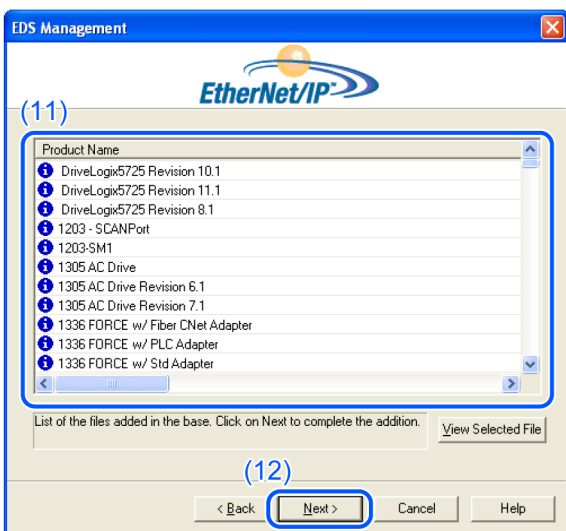 EDS Management
EtherNet/IP™
(11)
Product Name
DriveLogix5725 Revision 10.1
DriveLogix5725 Revision 11.1
DriveLogix5725 Revision 8.1
1203 - SCANPort
1203-SM1
1305 AC Drive
1305 AC Drive Revision 6.1
1305 AC Drive Revision 7.1
1336 FORCE w/ Fiber CNet Adapter
1336 FORCE w/ PLC Adapter
1336 FORCE w/ Std Adapter
List of the files added in the base. Click on Next to complete the addition.
View Selected File
(12)
< Back
Next >
Cancel
Help